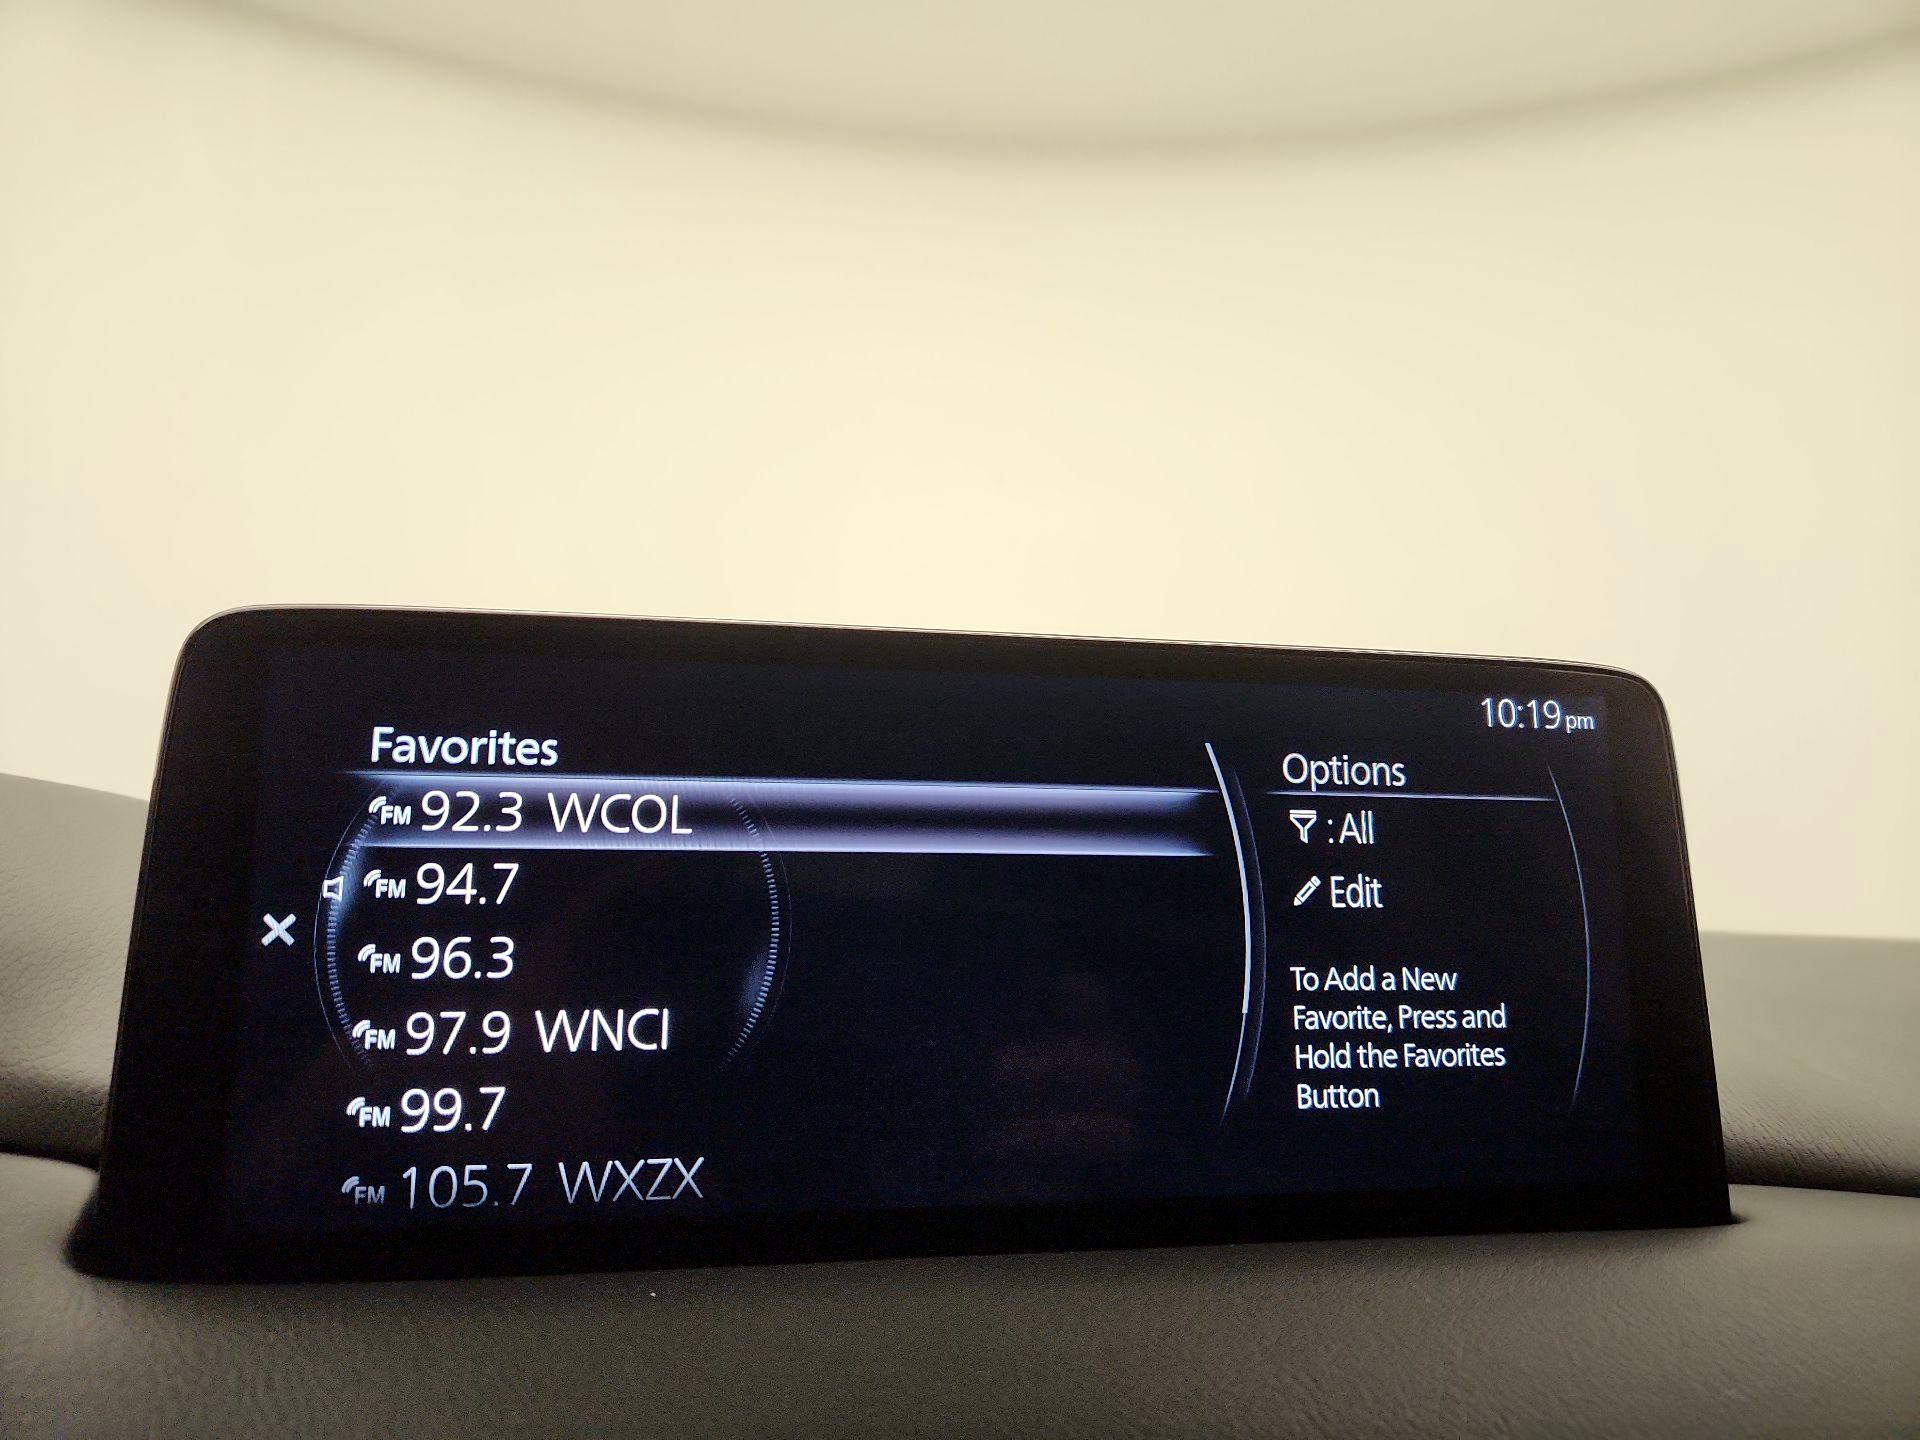 10:19 pm
Favorites
FM 92.3 WCOL
FM 94.7
FM 96.3
FM 97.9 WNCI
FM 99.7
FM 105.7 WXZX
Options
: All
Edit
To Add a New
Favorite, Press and
Hold the Favorites
Button